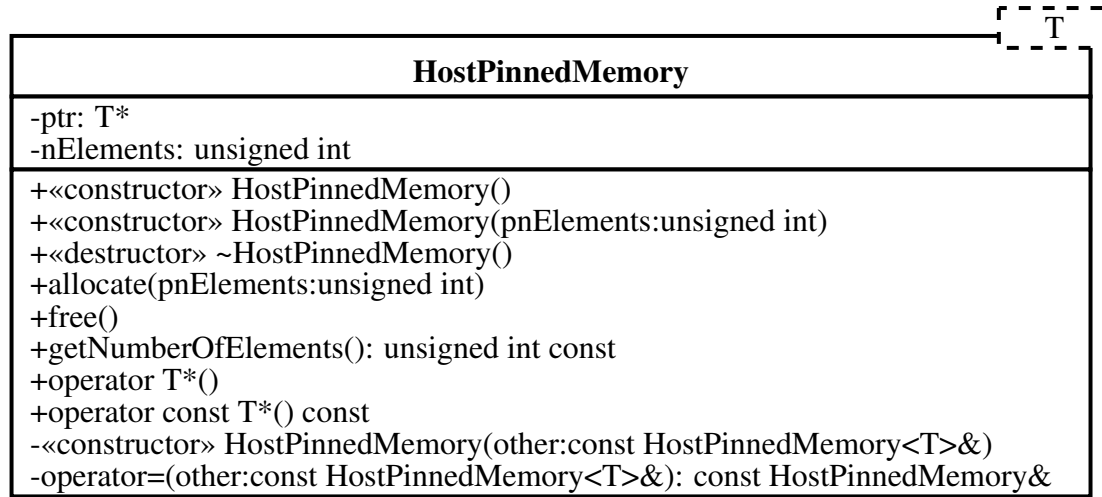 T
HostPinnedMemory
-ptr: T*
-nElements: unsigned int
+«constructor» HostPinnedMemory()
+«constructor» HostPinnedMemory(pnElements:unsigned int)
+«destructor» ~HostPinnedMemory()
+allocate(pnElements:unsigned int)
+free()
+getNumberOfElements(): unsigned int const
+operator T*()
+operator const T*() const
-«constructor» HostPinnedMemory(other:const HostPinnedMemory<T>&)
-operator=(other:const HostPinnedMemory<T>&): const HostPinnedMemory&